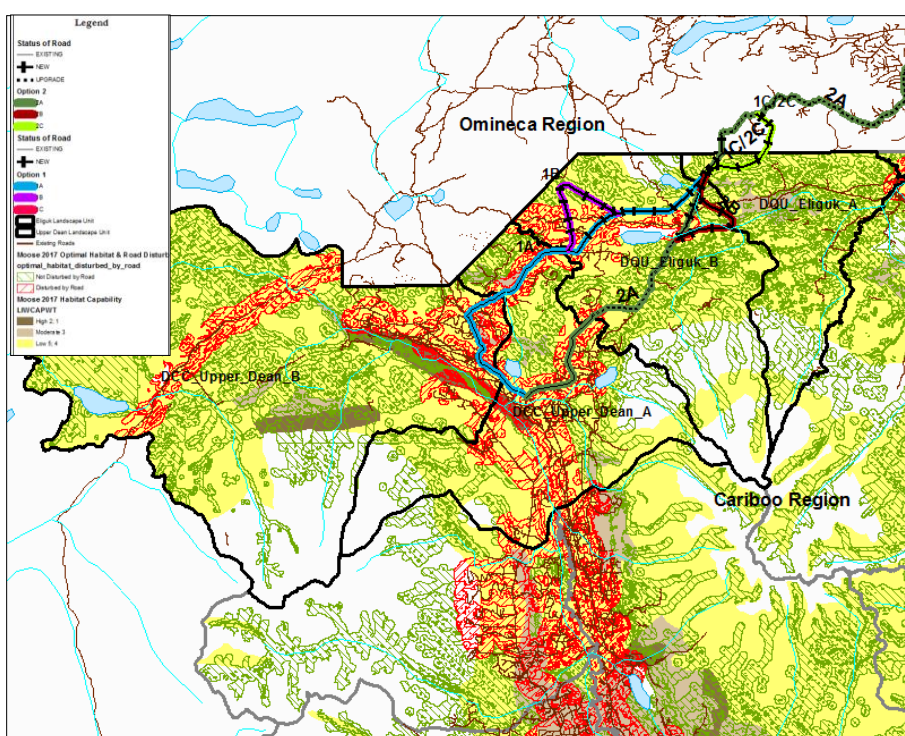 Legend
Status of Road
EXISTING
NEW
UPGRADE
Option 2
2A
2B
2C
Status of Road
EXISTING
NEW
Option 1
1A
1B
1C
Eliguk Landscape Unit
Upper Dean Landscape Unit
Existing Roads
Moose 2017 Optimal Habitat & Road Disturb
optimal_habitat_disturbed_by_road
Not Disturbed by Road
Disturbed by Road
Moose 2017 Habitat Capability
LIWCAPWT
High 2; 1
Moderate 3
Low 5; 4
Omineca Region
1C/2C
2A
1C/2C
1B
DQU_Eliguk_A
1A
DQU_Eliguk_B
2A
DCC_Upper_Dean_B
DCC_Upper_Dean_A
Cariboo Region